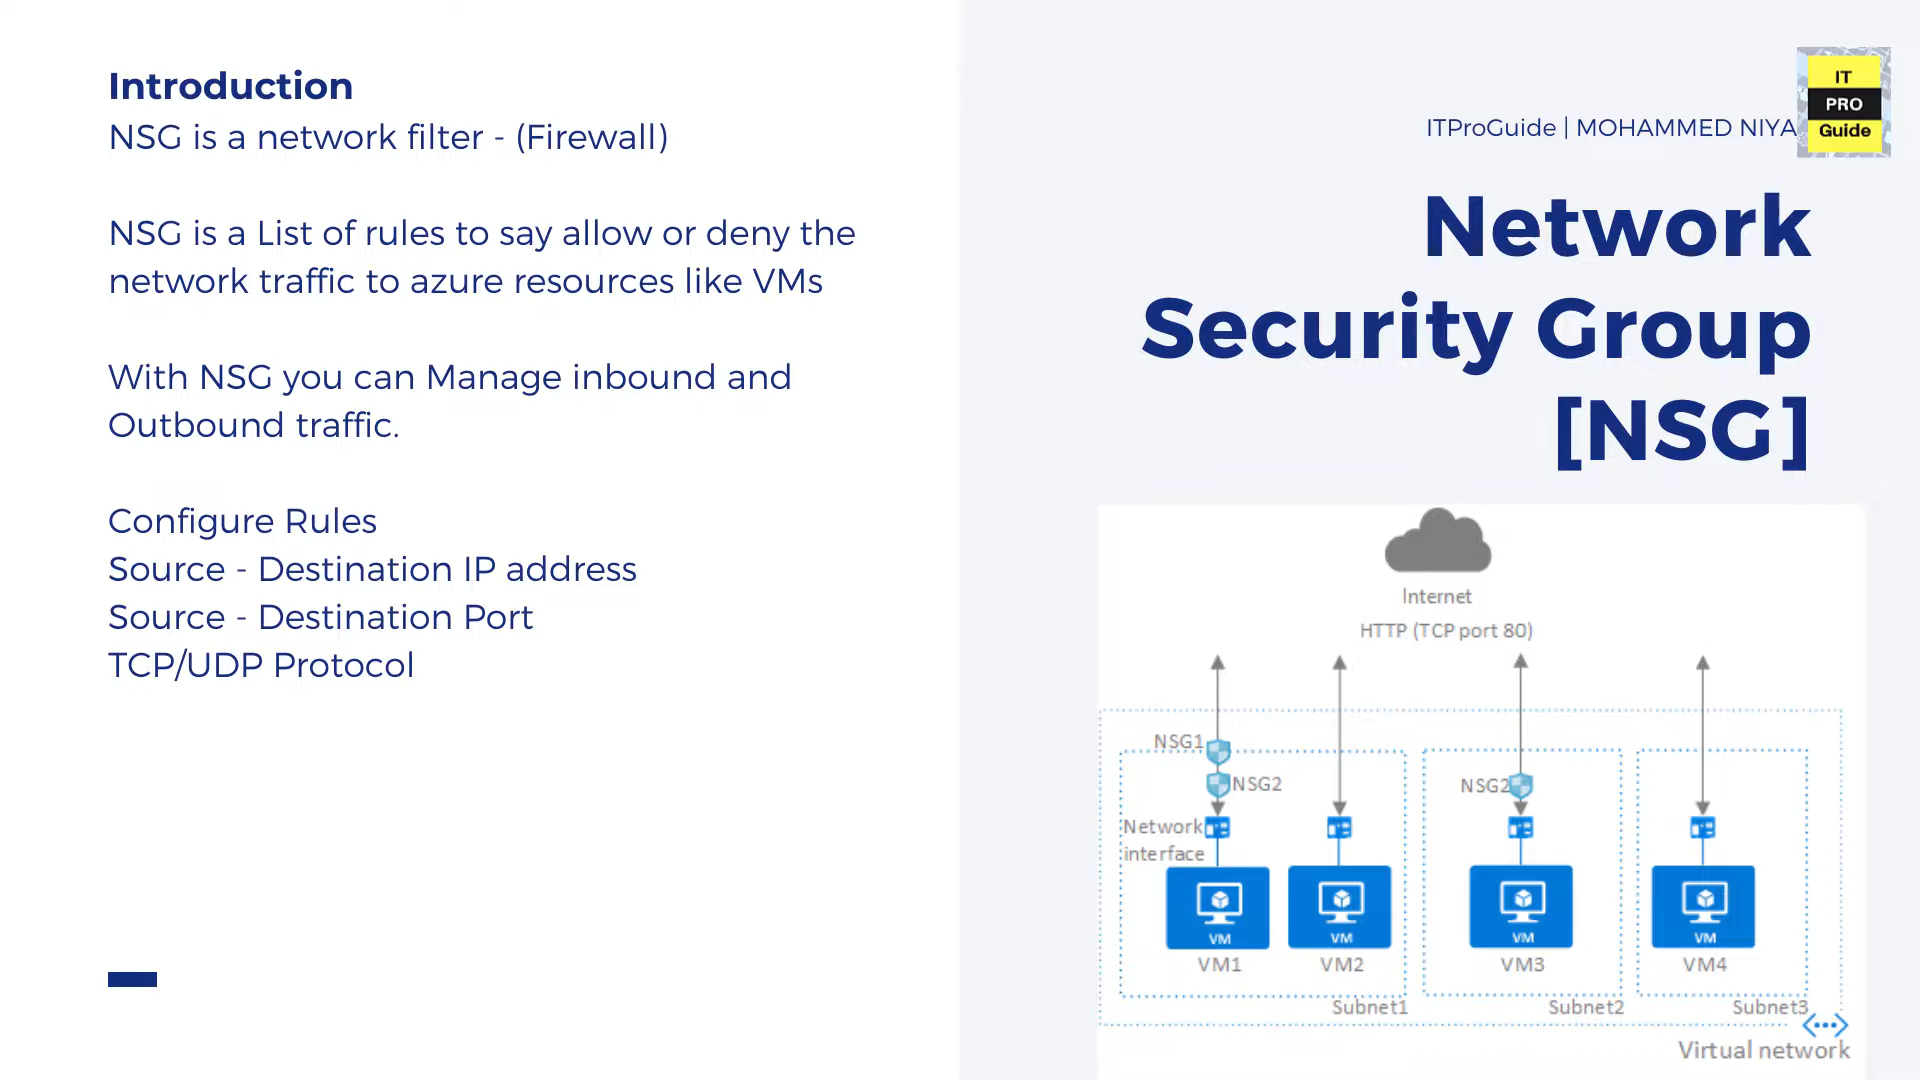 Introduction
NSG is a network filter - (Firewall)
NSG is a List of rules to say allow or deny the
network traffic to azure resources like VMs
With NSG you can Manage inbound and
Outbound traffic.
Configure Rules
Source - Destination IP address
Source - Destination Port
TCP/UDP Protocol
ITProGuide | MOHAMMED NIYA
IT
PRO
Guide
Network
Security Group
[NSG]
Internet
HTTP (TCP port 80)
NSG1
NSG2
NSG2
Network
interface
VM
VM
VM
VM
VM1
VM2
VM3
VM4
Subnet1
Subnet2
Subnet3
Virtual network